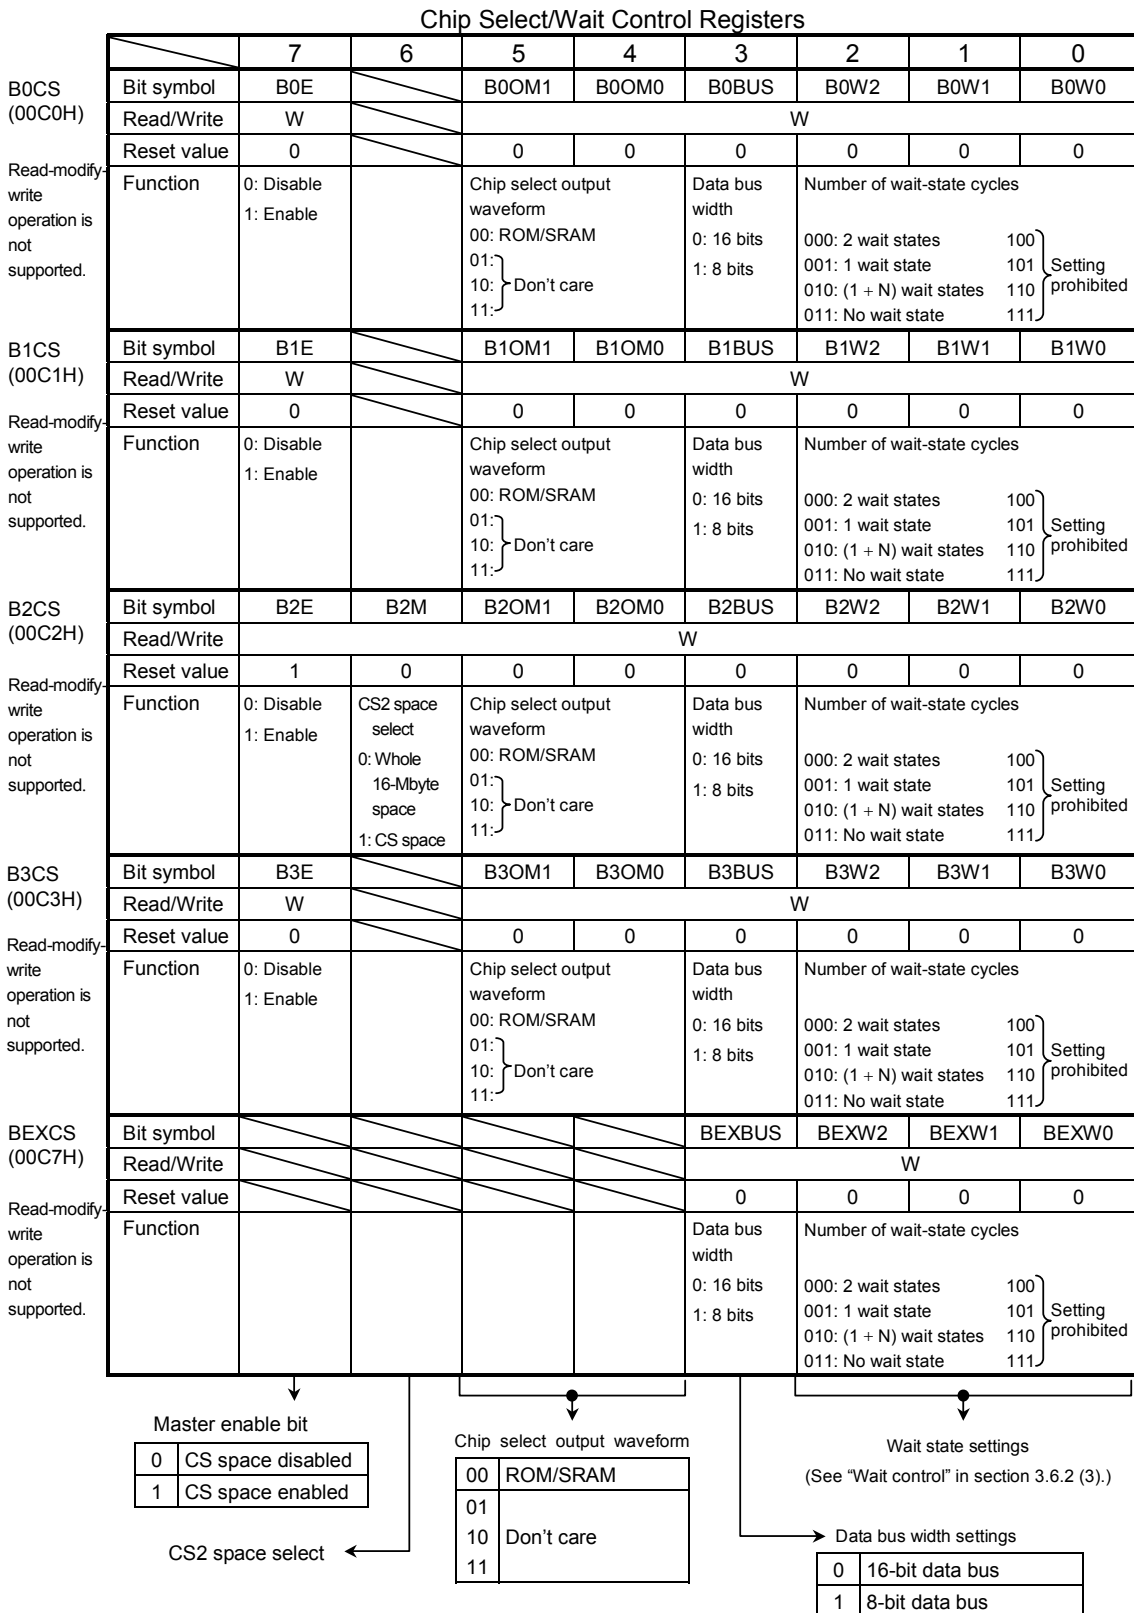 Chip Select/Wait Control Registers
7 6 5 4 3 2 1 0
B0CS
(00C0H)
Read-modify-
write
operation is
not
supported.
Bit symbol B0E B0OM1 B0OM0 B0BUS B0W2 B0W1 B0W0
Read/Write W W
Reset value 0 0 0 0 0 0 0
Function
0: Disable
1: Enable
Chip select output
waveform
00: ROM/SRAM
01:
10: Don't care
11:
Data bus
width
0: 16 bits
1: 8 bits
Number of wait-state cycles
000: 2 wait states 100
001: 1 wait state 101 Setting
010: (1 + N) wait states 110 prohibited
011: No wait state 111
B1CS
(00C1H)
Read-modify-
write
operation is
not
supported.
Bit symbol B1E B1OM1 B1OM0 B1BUS B1W2 B1W1 B1W0
Read/Write W W
Reset value 0 0 0 0 0 0 0
Function
0: Disable
1: Enable
Chip select output
waveform
00: ROM/SRAM
01:
10: Don't care
11:
Data bus
width
0: 16 bits
1: 8 bits
Number of wait-state cycles
000: 2 wait states 100
001: 1 wait state 101 Setting
010: (1 + N) wait states 110 prohibited
011: No wait state 111
B2CS
(00C2H)
Read-modify-
write
operation is
not
supported.
Bit symbol B2E B2M B2OM1 B2OM0 B2BUS B2W2 B2W1 B2W0
Read/Write W
Reset value 1 0 0 0 0 0 0 0
Function
0: Disable
1: Enable
CS2 space
select
0: Whole
16-Mbyte
space
1: CS space
Chip select output
waveform
00: ROM/SRAM
01:
10: Don't care
11:
Data bus
width
0: 16 bits
1: 8 bits
Number of wait-state cycles
000: 2 wait states 100
001: 1 wait state 101 Setting
010: (1 + N) wait states 110 prohibited
011: No wait state 111
B3CS
(00C3H)
Read-modify-
write
operation is
not
supported.
Bit symbol B3E B3OM1 B3OM0 B3BUS B3W2 B3W1 B3W0
Read/Write W W
Reset value 0 0 0 0 0 0 0
Function
0: Disable
1: Enable
Chip select output
waveform
00: ROM/SRAM
01:
10: Don't care
11:
Data bus
width
0: 16 bits
1: 8 bits
Number of wait-state cycles
000: 2 wait states 100
001: 1 wait state 101 Setting
010: (1 + N) wait states 110 prohibited
011: No wait state 111
BEXCS
(00C7H)
Read-modify-
write
operation is
not
supported.
Bit symbol BEXBUS BEXW2 BEXW1 BEXW0
Read/Write W
Reset value 0 0 0 0
Function
Data bus
width
0: 16 bits
1: 8 bits
Number of wait-state cycles
000: 2 wait states 100
001: 1 wait state 101 Setting
010: (1 + N) wait states 110 prohibited
011: No wait state 111
Master enable bit
0 CS space disabled
1 CS space enabled
CS2 space select
Chip select output waveform
00 ROM/SRAM
01
10 Don't care
11
Wait state settings
(See "Wait control" in section 3.6.2 (3).)
Data bus width settings
0 16-bit data bus
1 8-bit data bus